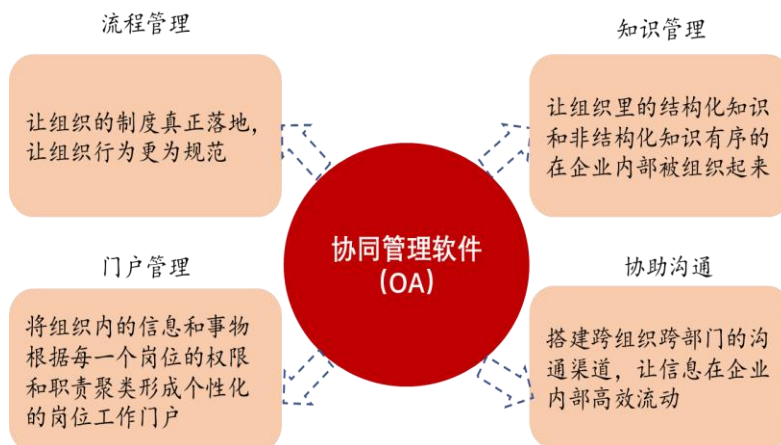 流程管理
让组织的制度真正落地，
让组织行为更为规范
知识管理
让组织里的结构化知识
和非结构化知识有序的
在企业内部被组织起来
协同管理软件
(OA)
门户管理
将组织内的信息和事物
根据每一个岗位的权限
和职责聚类形成个性化
的岗位工作门户
协助沟通
搭建跨组织跨部门的沟
通渠道，让信息在企业
内部高效流动